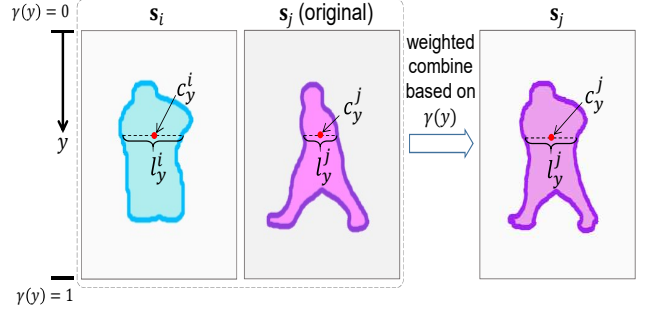 γ(y) = 0
s_i
s_j (original)
s_j
y
c_y^i
l_y^i
c_y^j
l_y^j
weighted
combine
based on
γ(y)
c_y^j
l_y^j
γ(y) = 1